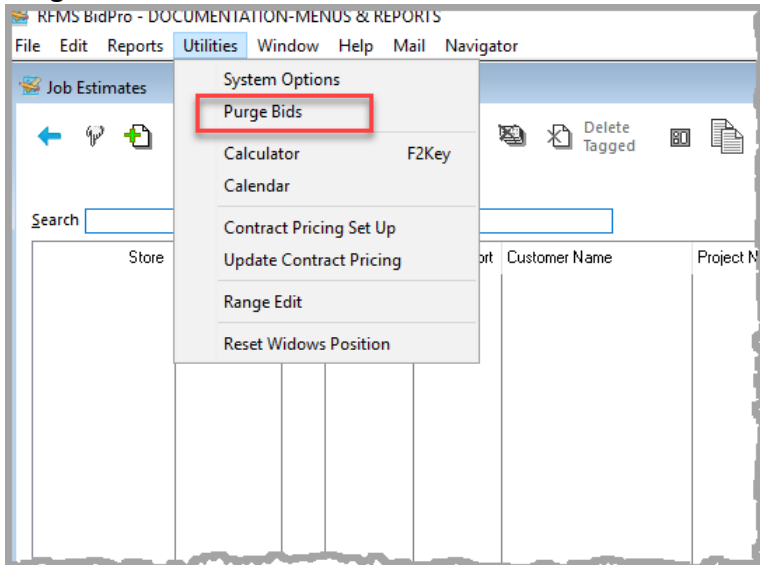 RFMS BidPro - DOCUMENTATION-MENUS & REPORTS
File Edit Reports Utilities Window Help Mail Navigator
Job Estimates
System Options
Purge Bids
Calculator F2Key
Calendar
Contract Pricing Set Up
Update Contract Pricing
Range Edit
Reset Widows Position
Delete
Tagged
Search
Store ort Customer Name Project N